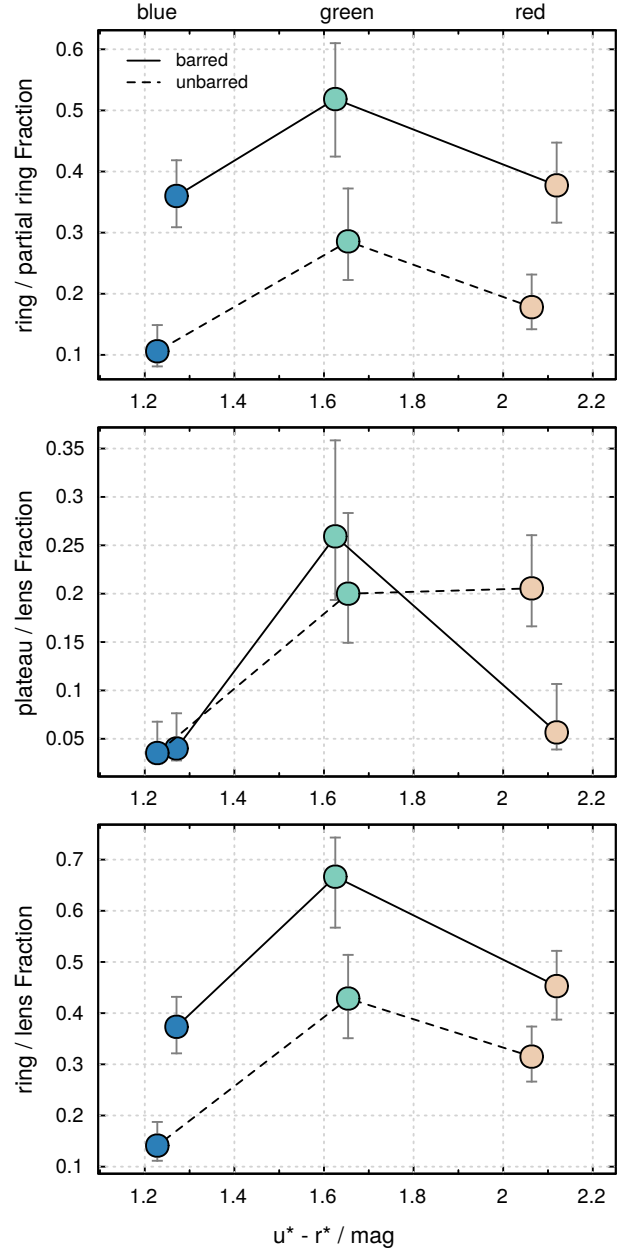 blue green red
0.6
barred
unbarred
0.5
0.4
0.3
0.2
0.1
ring / partial ring Fraction
1.2 1.4 1.6 1.8 2 2.2
0.35
0.3
0.25
0.2
0.15
0.1
0.05
plateau / lens Fraction
1.2 1.4 1.6 1.8 2 2.2
0.7
0.6
0.5
0.4
0.3
0.2
0.1
ring / lens Fraction
1.2 1.4 1.6 1.8 2 2.2
u* - r* / mag